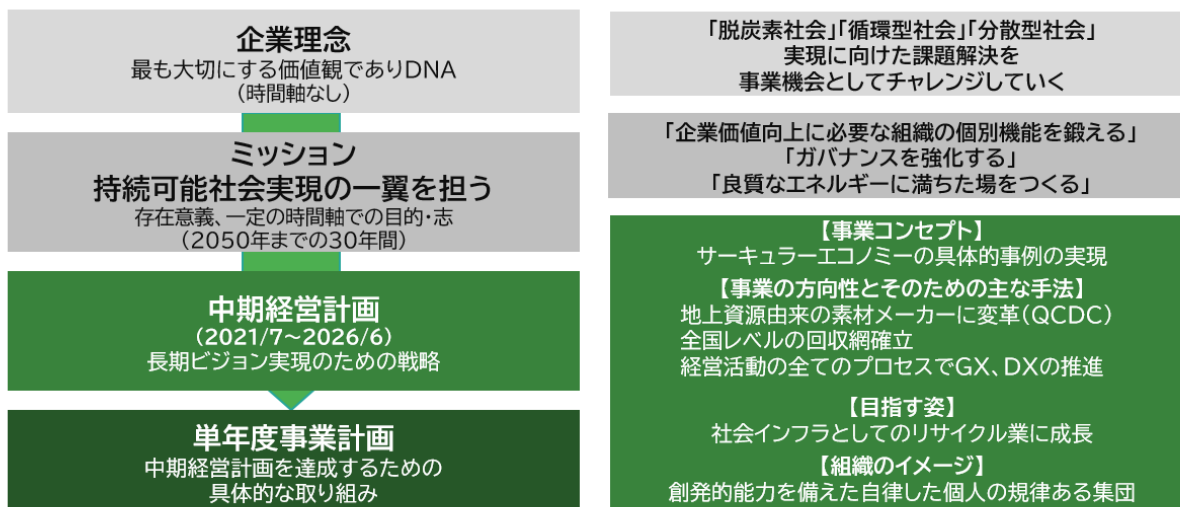 企業理念
最も大切にする価値観でありDNA
（時間軸なし）
ミッション
持続可能社会実現の一翼を担う
存在意義、一定の時間軸での目的・志
（2050年までの30年間）
中期経営計画
（2021/7～2026/6）
長期ビジョン実現のための戦略
単年度事業計画
中期経営計画を達成するための
具体的な取り組み
「脱炭素社会」「循環型社会」「分散型社会」
実現に向けた課題解決を
事業機会としてチャレンジしていく
「企業価値向上に必要な組織の個別機能を鍛える」
「ガバナンスを強化する」
「良質なエネルギーに満ちた場をつくる」
【事業コンセプト】
サーキュラーエコノミーの具体的事例の実現
【事業の方向性とそのための主な手法】
地上資源由来の素材メーカーに変革（QCDC）
全国レベルの回収網確立
経営活動の全てのプロセスでGX、DXの推進
【目指す姿】
社会インフラとしてのリサイクル業に成長
【組織のイメージ】
創発的能力を備えた自律した個人の規律ある集団